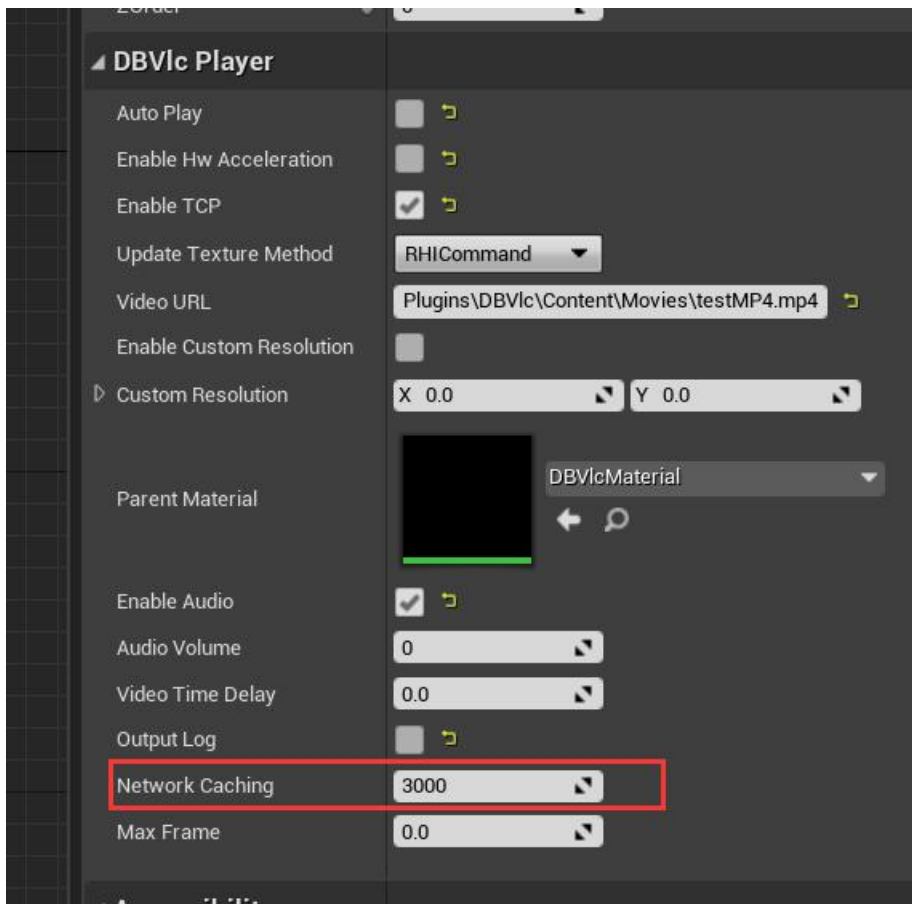 DBVlc Player
Auto Play
Enable Hw Acceleration
Enable TCP
Update Texture Method RHICommand
Video URL Plugins\DBVlc\Content\Movies\testMP4.mp4
Enable Custom Resolution
Custom Resolution X 0.0 Y 0.0
Parent Material DBVlcMaterial
Enable Audio
Audio Volume 0
Video Time Delay 0.0
Output Log
Network Caching 3000
Max Frame 0.0